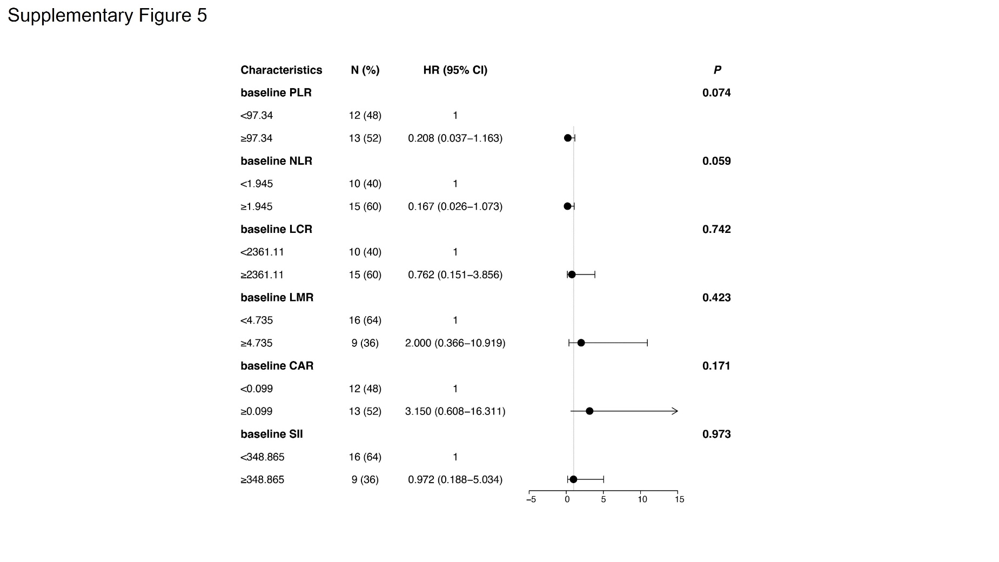 Supplementary Figure 5
Characteristics N (%) HR (95% CI) P
baseline PLR 0.074
<97.34 12 (48) 1
≥97.34 13 (52) 0.208 (0.037−1.163)
baseline NLR 0.059
<1.945 10 (40) 1
≥1.945 15 (60) 0.167 (0.026−1.073)
baseline LCR 0.742
<2361.11 10 (40) 1
≥2361.11 15 (60) 0.762 (0.151−3.856)
baseline LMR 0.423
<4.735 16 (64) 1
≥4.735 9 (36) 2.000 (0.366−10.919)
baseline CAR 0.171
<0.099 12 (48) 1
≥0.099 13 (52) 3.150 (0.608−16.311)
baseline SII 0.973
<348.865 16 (64) 1
≥348.865 9 (36) 0.972 (0.188−5.034)
−5 0 5 10 15